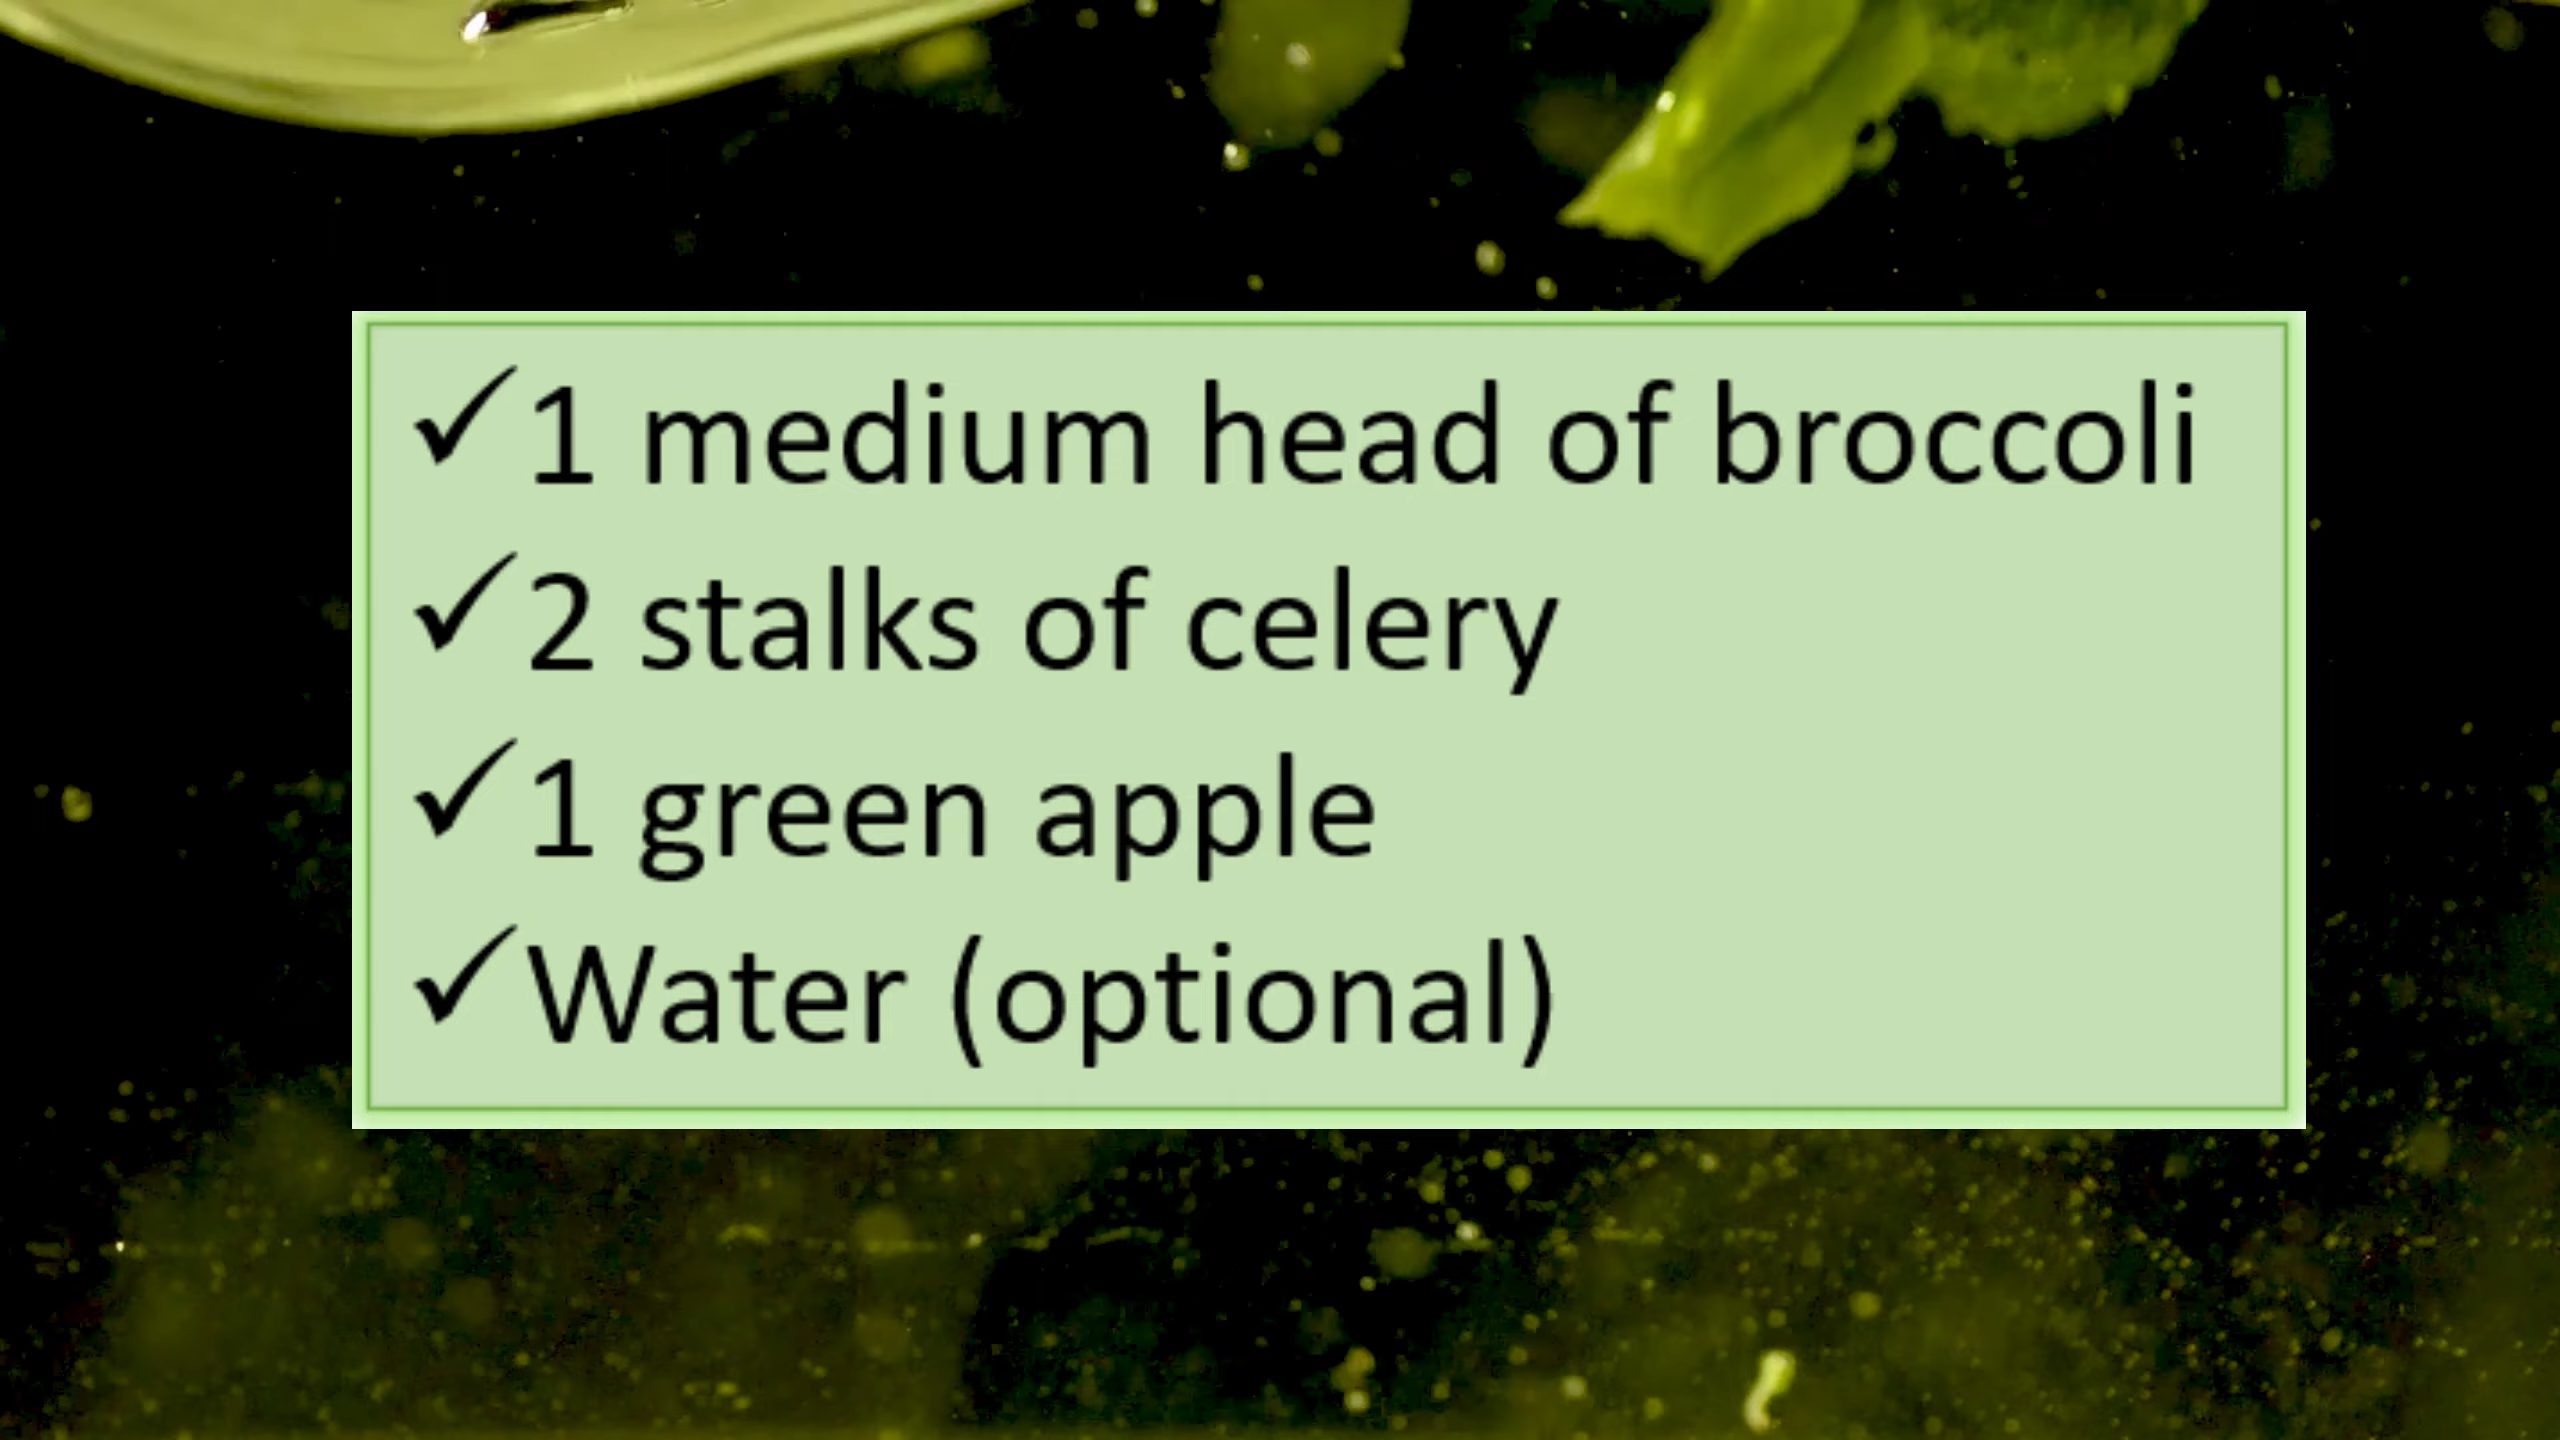 ✓1 medium head of broccoli
✓2 stalks of celery
✓1 green apple
✓Water (optional)